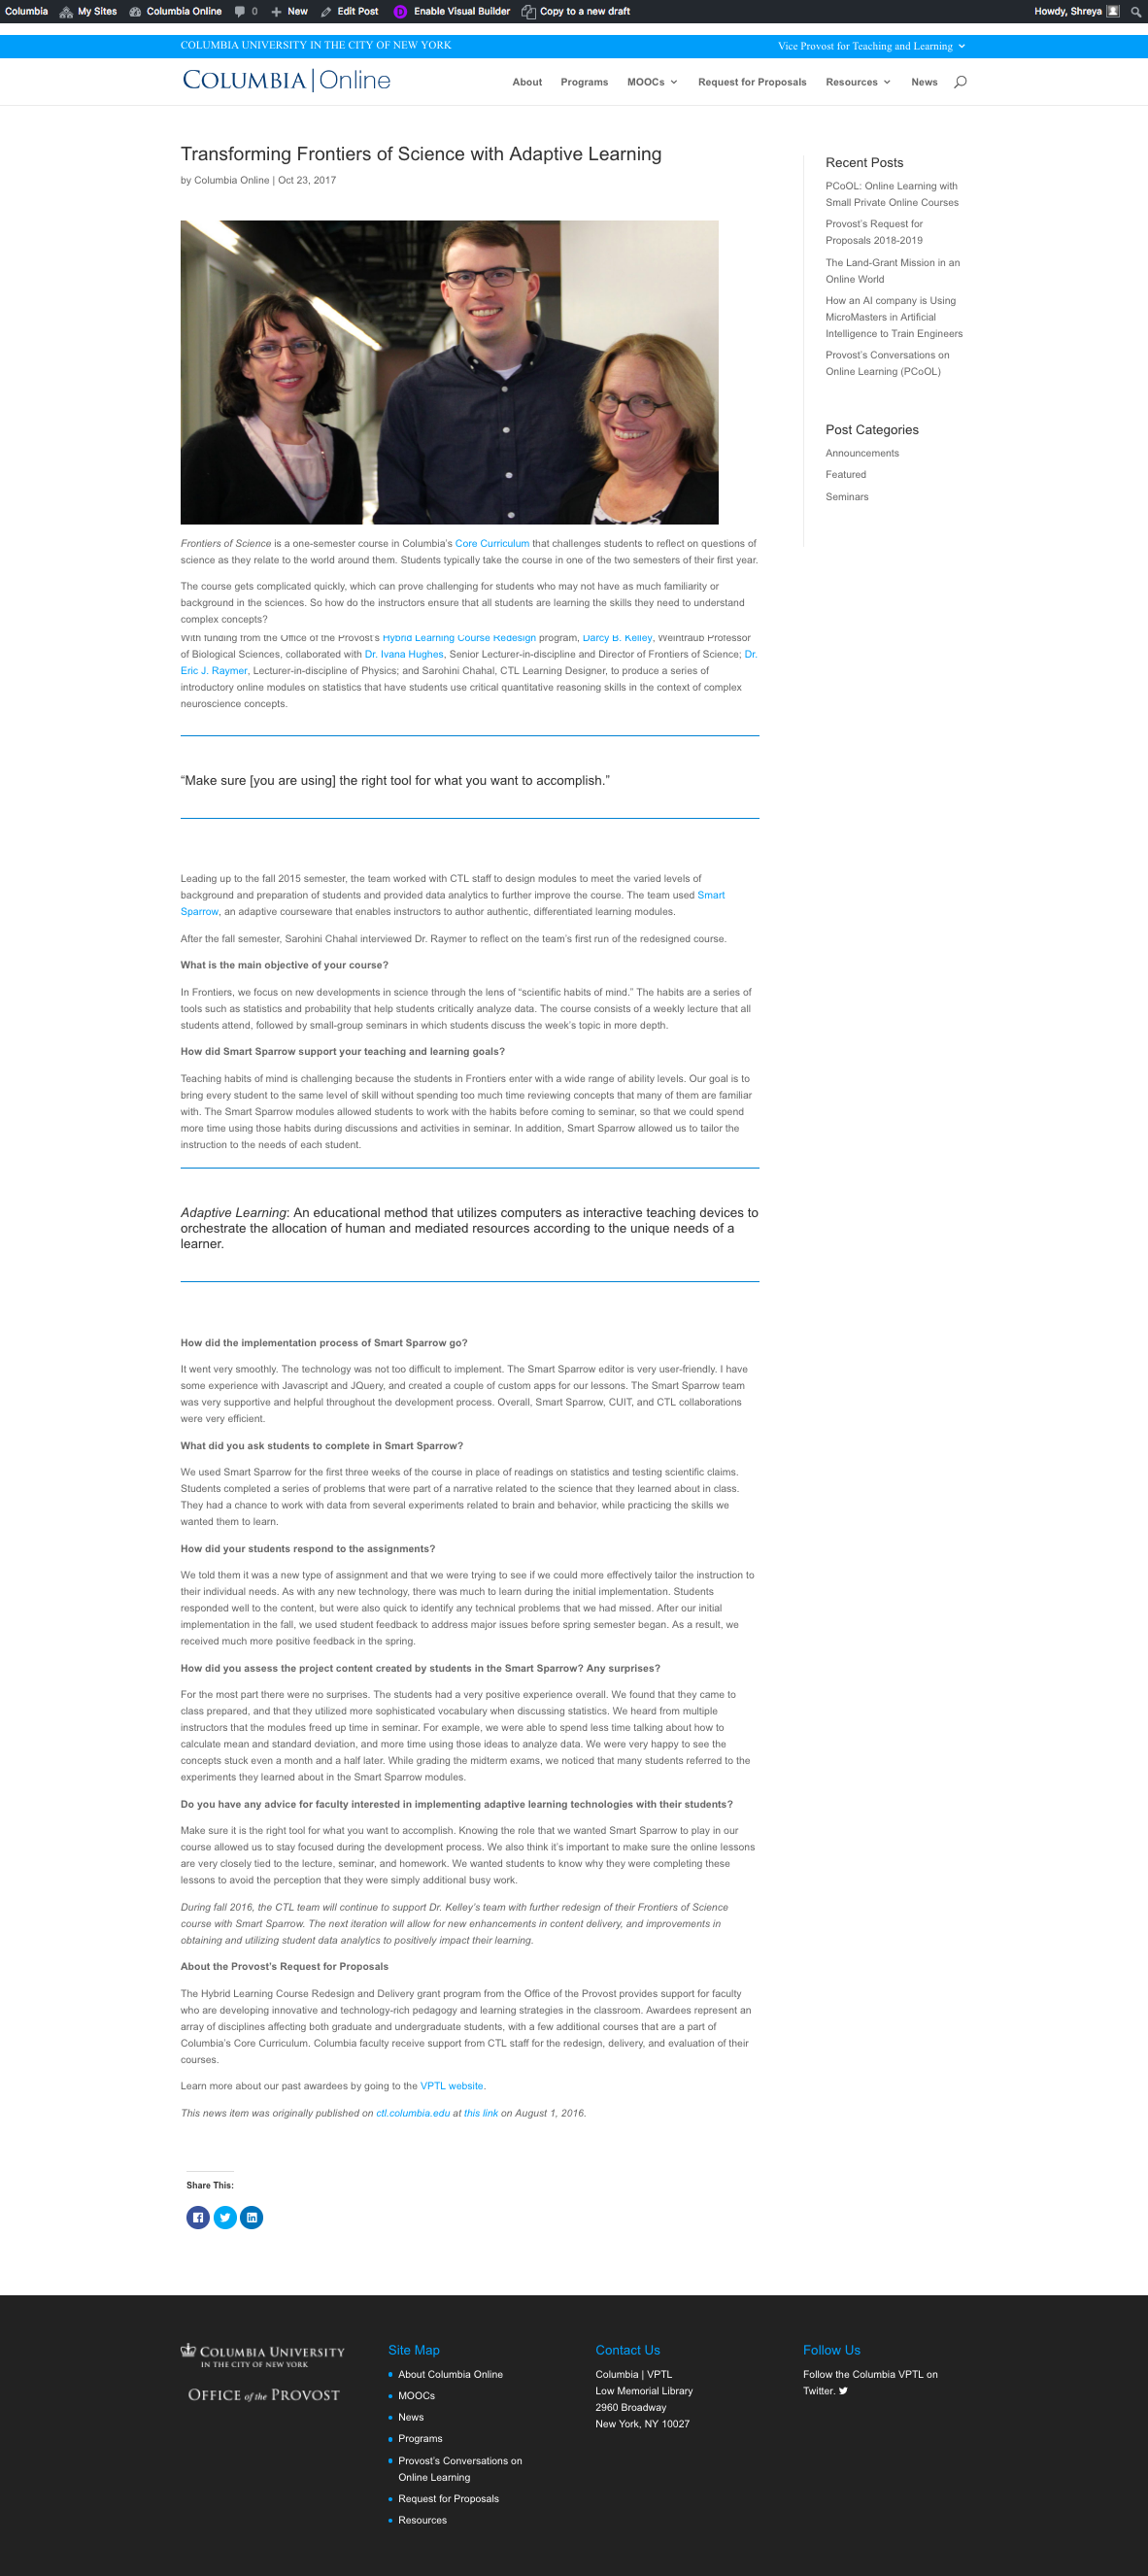 Columbia My Sites Columbia Online 0 New Edit Post Enable Visual Builder Copy to a new draft Howdy, Shreya
COLUMBIA UNIVERSITY IN THE CITY OF NEW YORK Vice Provost for Teaching and Learning
COLUMBIA|Online About Programs MOOCs Request for Proposals Resources News
Transforming Frontiers of Science with Adaptive Learning
by Columbia Online | Oct 23, 2017
Frontiers of Science is a one-semester course in Columbia's Core Curriculum that challenges students to reflect on questions of
science as they relate to the world around them. Students typically take the course in one of the two semesters of their first year.
The course gets complicated quickly, which can prove challenging for students who may not have as much familiarity or
background in the sciences. So how do the instructors ensure that all students are learning the skills they need to understand
complex concepts?
With funding from the Office of the Provost's Hybrid Learning Course Redesign program, Darcy B. Kelley, Weintraub Professor
of Biological Sciences, collaborated with Dr. Ivana Hughes, Senior Lecturer-in-discipline and Director of Frontiers of Science; Dr.
Eric J. Raymer, Lecturer-in-discipline of Physics; and Sarohini Chahal, CTL Learning Designer, to produce a series of
introductory online modules on statistics that have students use critical quantitative reasoning skills in the context of complex
neuroscience concepts.
“Make sure [you are using] the right tool for what you want to accomplish.”
Leading up to the fall 2015 semester, the team worked with CTL staff to design modules to meet the varied levels of
background and preparation of students and provided data analytics to further improve the course. The team used Smart
Sparrow, an adaptive courseware that enables instructors to author authentic, differentiated learning modules.
After the fall semester, Sarohini Chahal interviewed Dr. Raymer to reflect on the team's first run of the redesigned course.
What is the main objective of your course?
In Frontiers, we focus on new developments in science through the lens of “scientific habits of mind.” The habits are a series of
tools such as statistics and probability that help students critically analyze data. The course consists of a weekly lecture that all
students attend, followed by small-group seminars in which students discuss the week's topic in more depth.
How did Smart Sparrow support your teaching and learning goals?
Teaching habits of mind is challenging because the students in Frontiers enter with a wide range of ability levels. Our goal is to
bring every student to the same level of skill without spending too much time reviewing concepts that many of them are familiar
with. The Smart Sparrow modules allowed students to work with the habits before coming to seminar, so that we could spend
more time using those habits during discussions and activities in seminar. In addition, Smart Sparrow allowed us to tailor the
instruction to the needs of each student.
Adaptive Learning: An educational method that utilizes computers as interactive teaching devices to
orchestrate the allocation of human and mediated resources according to the unique needs of a
learner.
How did the implementation process of Smart Sparrow go?
It went very smoothly. The technology was not too difficult to implement. The Smart Sparrow editor is very user-friendly. I have
some experience with Javascript and JQuery, and created a couple of custom apps for our lessons. The Smart Sparrow team
was very supportive and helpful throughout the development process. Overall, Smart Sparrow, CUIT, and CTL collaborations
were very efficient.
What did you ask students to complete in Smart Sparrow?
We used Smart Sparrow for the first three weeks of the course in place of readings on statistics and testing scientific claims.
Students completed a series of problems that were part of a narrative related to the science that they learned about in class.
They had a chance to work with data from several experiments related to brain and behavior, while practicing the skills we
wanted them to learn.
How did your students respond to the assignments?
We told them it was a new type of assignment and that we were trying to see if we could more effectively tailor the instruction to
their individual needs. As with any new technology, there was much to learn during the initial implementation. Students
responded well to the content, but were also quick to identify any technical problems that we had missed. After our initial
implementation in the fall, we used student feedback to address major issues before spring semester began. As a result, we
received much more positive feedback in the spring.
How did you assess the project content created by students in the Smart Sparrow? Any surprises?
For the most part there were no surprises. The students had a very positive experience overall. We found that they came to
class prepared, and that they utilized more sophisticated vocabulary when discussing statistics. We heard from multiple
instructors that the modules freed up time in seminar. For example, we were able to spend less time talking about how to
calculate mean and standard deviation, and more time using those ideas to analyze data. We were very happy to see the
concepts stuck even a month and a half later. While grading the midterm exams, we noticed that many students referred to the
experiments they learned about in the Smart Sparrow modules.
Do you have any advice for faculty interested in implementing adaptive learning technologies with their students?
Make sure it is the right tool for what you want to accomplish. Knowing the role that we wanted Smart Sparrow to play in our
course allowed us to stay focused during the development process. We also think it's important to make sure the online lessons
are very closely tied to the lecture, seminar, and homework. We wanted students to know why they were completing these
lessons to avoid the perception that they were simply additional busy work.
During fall 2016, the CTL team will continue to support Dr. Kelley's team with further redesign of their Frontiers of Science
course with Smart Sparrow. The next iteration will allow for new enhancements in content delivery, and improvements in
obtaining and utilizing student data analytics to positively impact their learning.
About the Provost's Request for Proposals
The Hybrid Learning Course Redesign and Delivery grant program from the Office of the Provost provides support for faculty
who are developing innovative and technology-rich pedagogy and learning strategies in the classroom. Awardees represent an
array of disciplines affecting both graduate and undergraduate students, with a few additional courses that are a part of
Columbia's Core Curriculum. Columbia faculty receive support from CTL staff for the redesign, delivery, and evaluation of their
courses.
Learn more about our past awardees by going to the VPTL website.
This news item was originally published on ctl.columbia.edu at this link on August 1, 2016.
Share This:
Recent Posts
PCoOL: Online Learning with
Small Private Online Courses
Provost's Request for
Proposals 2018-2019
The Land-Grant Mission in an
Online World
How an AI company is Using
MicroMasters in Artificial
Intelligence to Train Engineers
Provost's Conversations on
Online Learning (PCoOL)
Post Categories
Announcements
Featured
Seminars
COLUMBIA UNIVERSITY
IN THE CITY OF NEW YORK
OFFICE of the PROVOST
Site Map
About Columbia Online
MOOCs
News
Programs
Provost's Conversations on
Online Learning
Request for Proposals
Resources
Contact Us
Columbia | VPTL
Low Memorial Library
2960 Broadway
New York, NY 10027
Follow Us
Follow the Columbia VPTL on
Twitter.